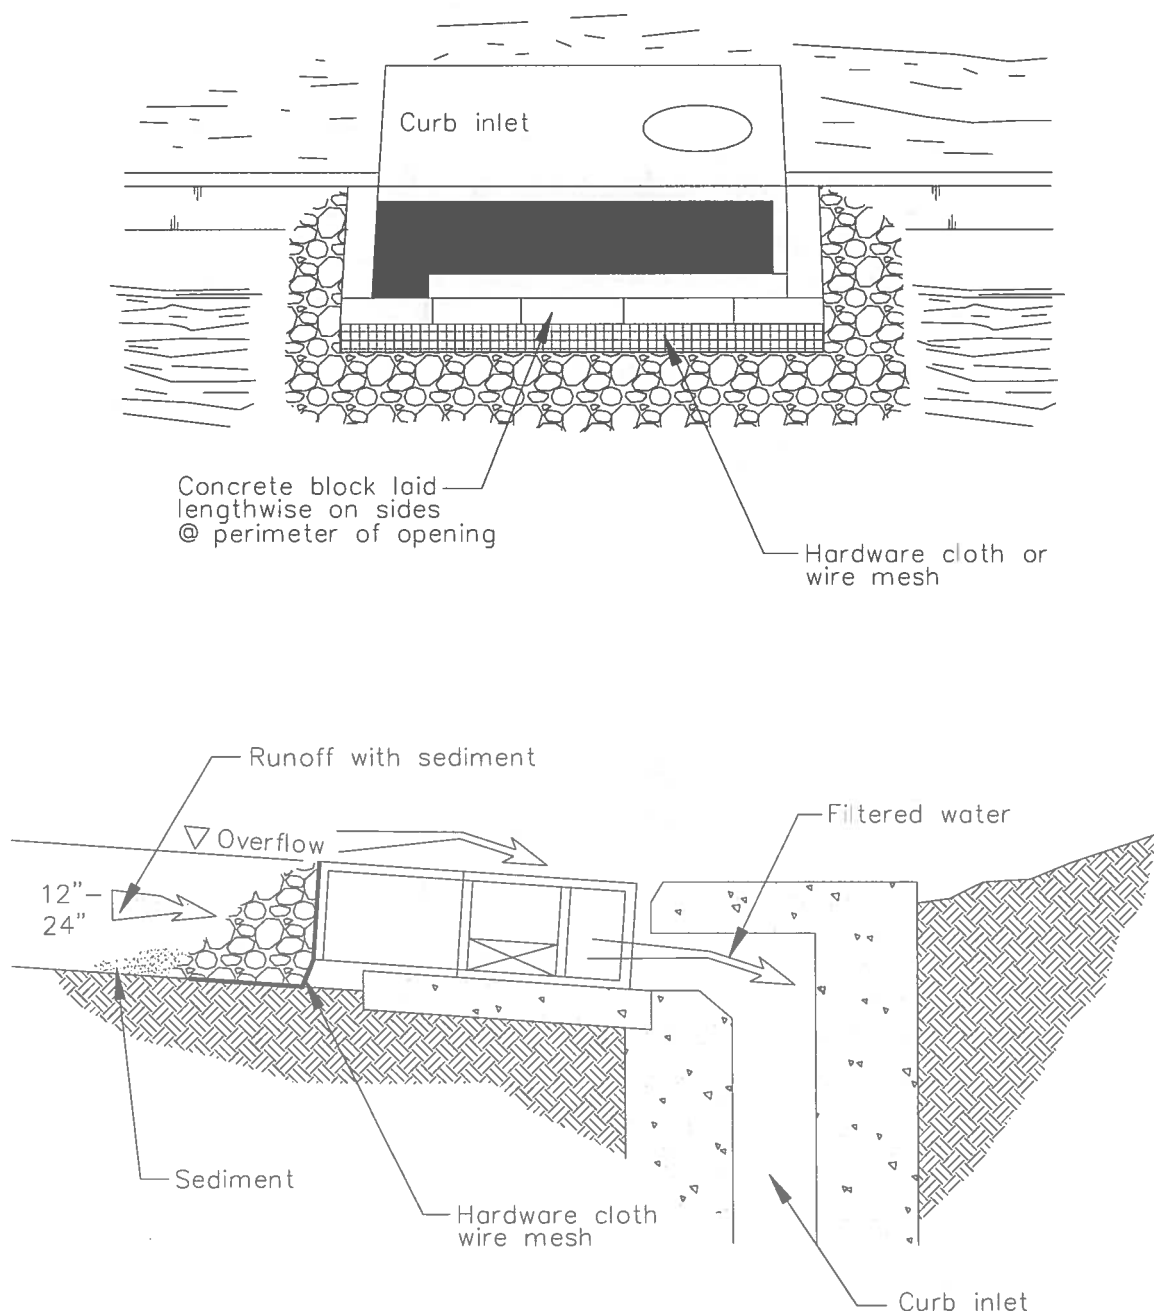 Curb inlet
Concrete block laid
lengthwise on sides
@ perimeter of opening
Hardware cloth or
wire mesh
Runoff with sediment
Filtered water
Overflow
12"–
24"
Sediment
Hardware cloth
wire mesh
Curb inlet